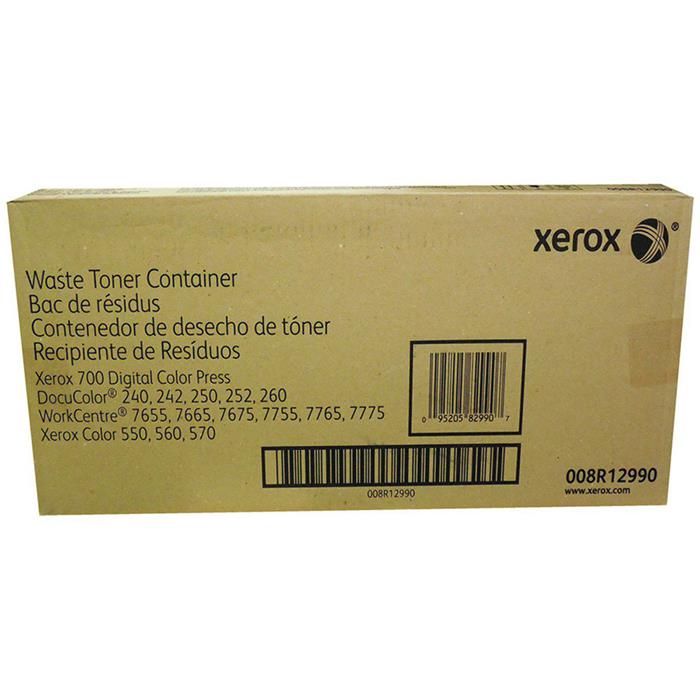 008R12990
xerox ®
Waste Toner Container
Bac de résidus
Contenedor de desecho de tóner
Recipiente de Resíduos
Xerox 700 Digital Color Press
DocuColor® 240, 242, 250, 252, 260
WorkCentre® 7655, 7665, 7675, 7755, 7765, 7775
Xerox Color 550, 560, 570
0 95205 82990 7
008R12990
008R12990
www.xerox.com